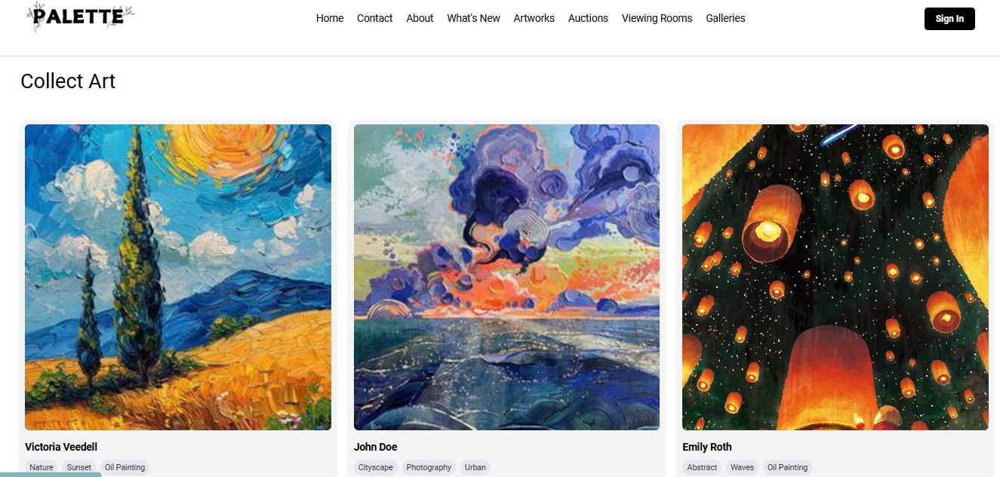 PALETTE
Home Contact About What's New Artworks Auctions Viewing Rooms Galleries
Sign In
Collect Art
Victoria Veedell
Nature Sunset Oil Painting
John Doe
Cityscape Photography Urban
Emily Roth
Abstract Waves Oil Painting